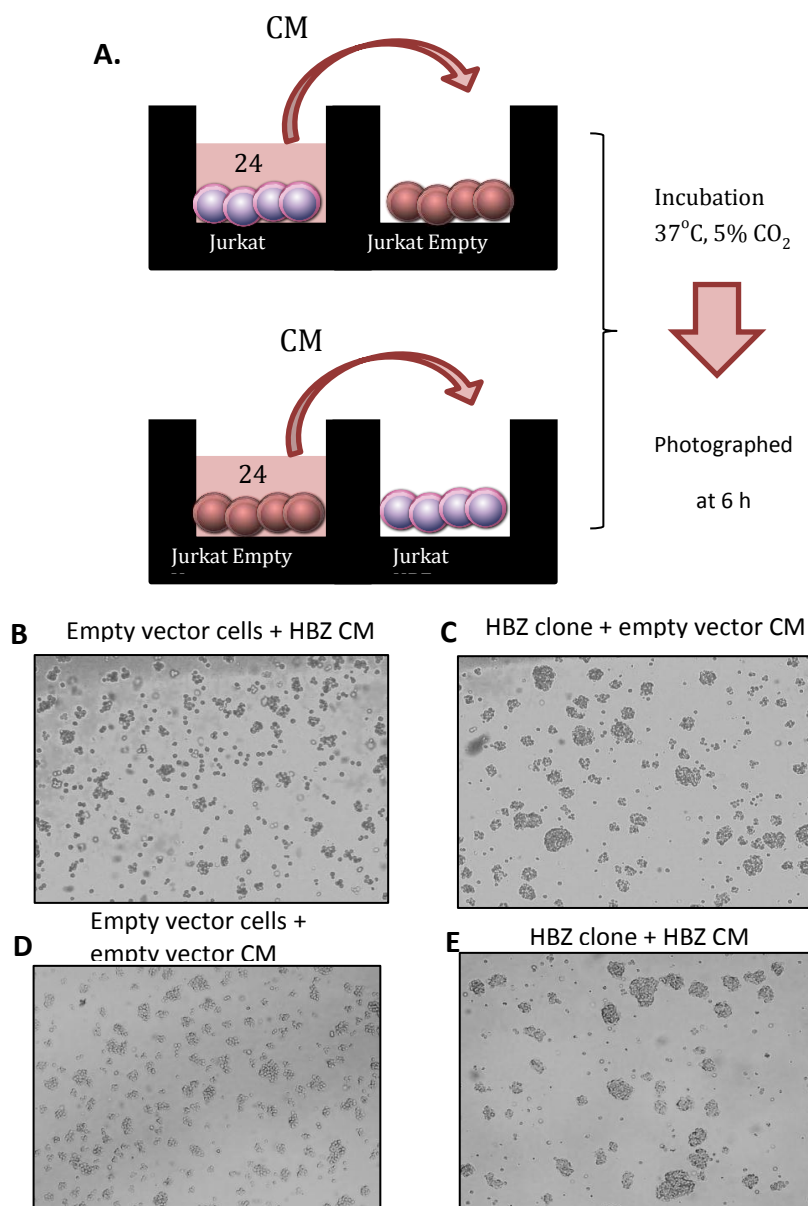 CM
A.
24
Jurkat
Jurkat Empty
Incubation
37°C, 5% CO₂
CM
24
Jurkat Empty
Jurkat
Photographed
at 6 h
B
Empty vector cells + HBZ CM
C
HBZ clone + empty vector CM
D
Empty vector cells +
empty vector CM
E
HBZ clone + HBZ CM